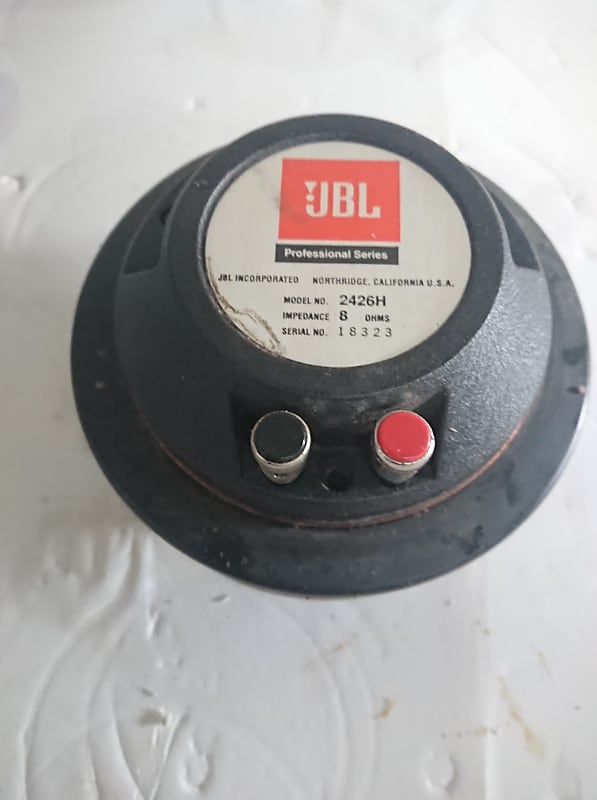 JBL
Professional Series
JBL INCORPORATED NORTHRIDGE, CALIFORNIA U.S.A.
MODEL NO. 2426H
IMPEDANCE 8 OHMS
SERIAL NO. 18323